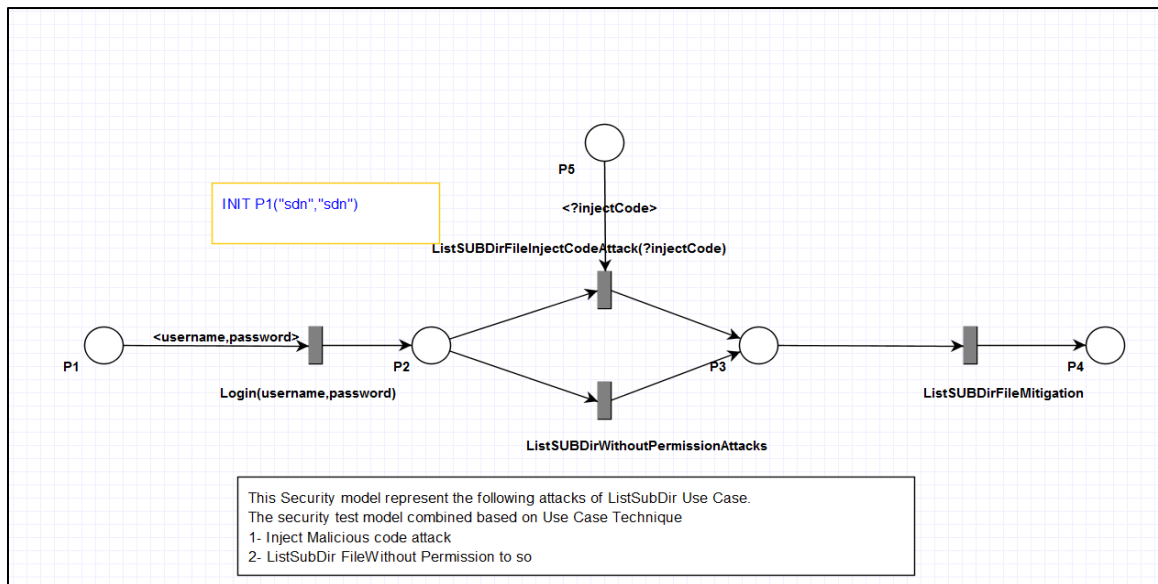 P5
INIT P1("sdn","sdn")
<?injectCode>
ListSUBDirFileInjectCodeAttack(?injectCode)
<username,password>
P1
P2
P3
P4
Login(username,password)
ListSUBDirFileMitigation
ListSUBDirWithoutPermissionAttacks
This Security model represent the following attacks of ListSubDir Use Case.
The security test model combined based on Use Case Technique
1- Inject Malicious code attack
2- ListSubDir FileWithout Permission to so